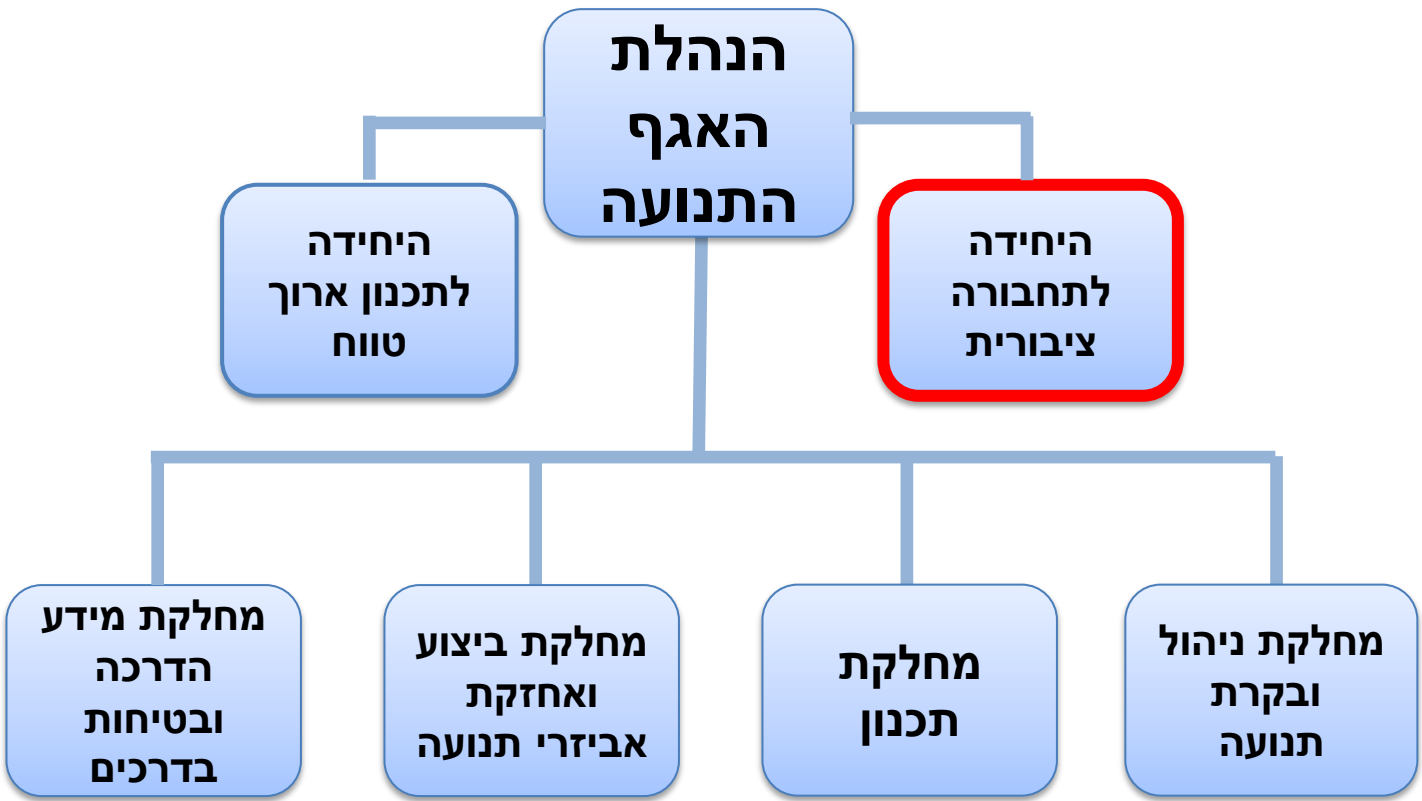 הנהלת
האגף
התנועה
היחידה
לתחבורה
ציבורית
היחידה
לתכנון ארוך
טווח
מחלקת ניהול
ובקרת
תנועה
מחלקת
תכנון
מחלקת ביצוע
ואחזקת
אביזרי תנועה
מחלקת מידע
הדרכה
ובטיחות
בדרכים